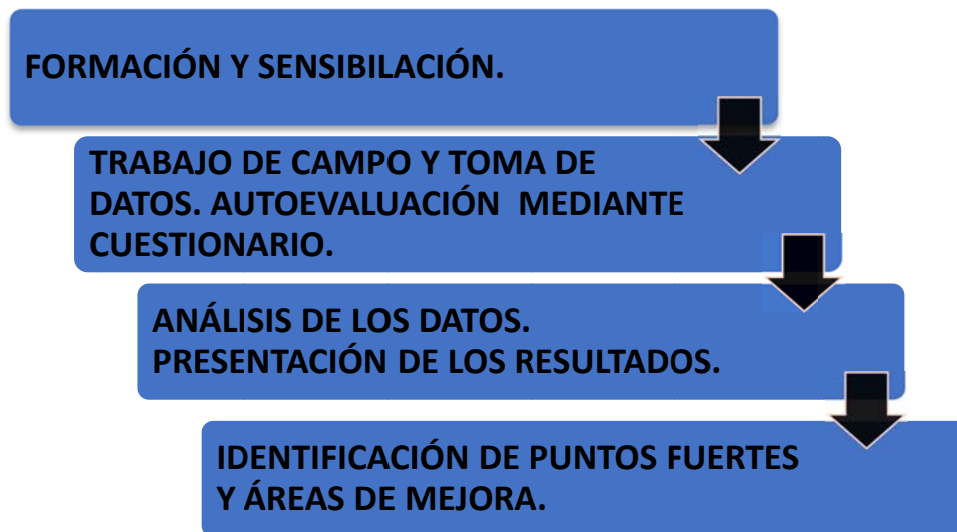 FORMACIÓN Y SENSIBILACIÓN.
TRABAJO DE CAMPO Y TOMA DE
DATOS. AUTOEVALUACIÓN MEDIANTE
CUESTIONARIO.
ANÁLISIS DE LOS DATOS.
PRESENTACIÓN DE LOS RESULTADOS.
IDENTIFICACIÓN DE PUNTOS FUERTES
Y ÁREAS DE MEJORA.